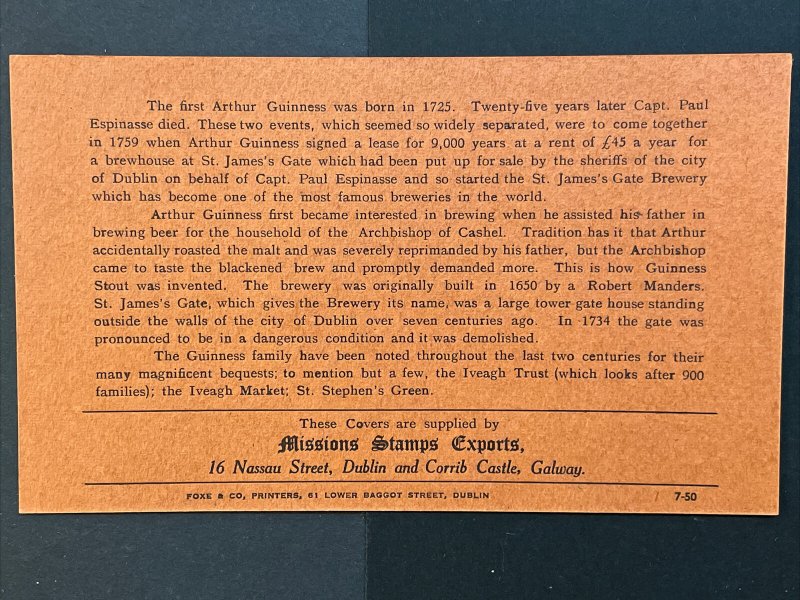 The first Arthur Guinness was born in 1725. Twenty-five years later Capt. Paul
Espinasse died. These two events, which seemed so widely separated, were to come together
in 1759 when Arthur Guinness signed a lease for 9,000 years at a rent of £45 a year for
a brewhouse at St. James's Gate which had been put up for sale by the sheriffs of the city
of Dublin on behalf of Capt. Paul Espinasse and so started the St. James's Gate Brewery
which has become one of the most famous breweries in the world.
Arthur Guinness first became interested in brewing when he assisted his father in
brewing beer for the household of the Archbishop of Cashel. Tradition has it that Arthur
accidentally roasted the malt and was severely reprimanded by his father, but the Archbishop
came to taste the blackened brew and promptly demanded more. This is how Guinness
Stout was invented. The brewery was originally built in 1650 by a Robert Manders.
St. James's Gate, which gives the Brewery its name, was a large tower gate house standing
outside the walls of the city of Dublin over seven centuries ago. In 1734 the gate was
pronounced to be in a dangerous condition and it was demolished.
The Guinness family have been noted throughout the last two centuries for their
many magnificent bequests; to mention but a few, the Iveagh Trust (which looks after 900
families); the Iveagh Market; St. Stephen's Green.
These Covers are supplied by
Missions Stamps Exports,
16 Nassau Street, Dublin and Corrib Castle, Galway.
FOXE & CO, PRINTERS, 61 LOWER BAGGOT STREET, DUBLIN 7-50